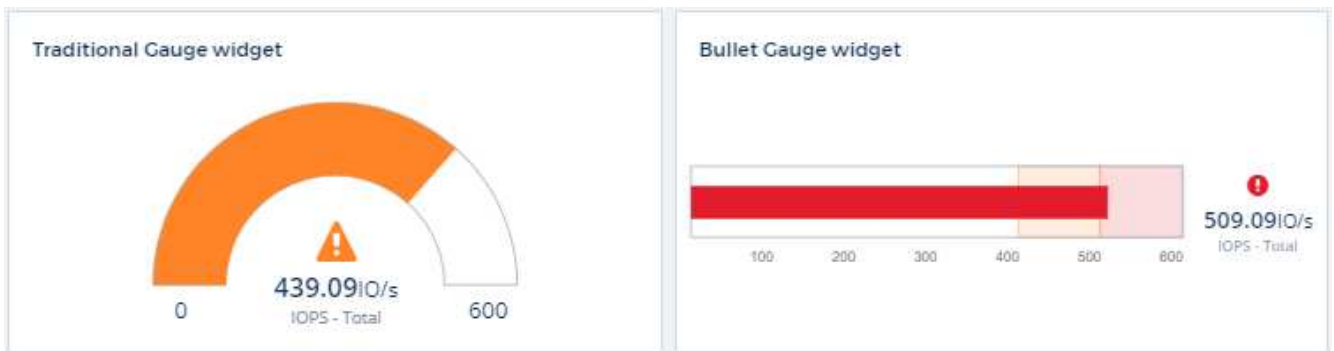 Traditional Gauge widget
439.09IO/s
0
IOPS - Total
600
Bullet Gauge widget
509.09IO/s
IOPS - Total
100 200 300 400 500 600